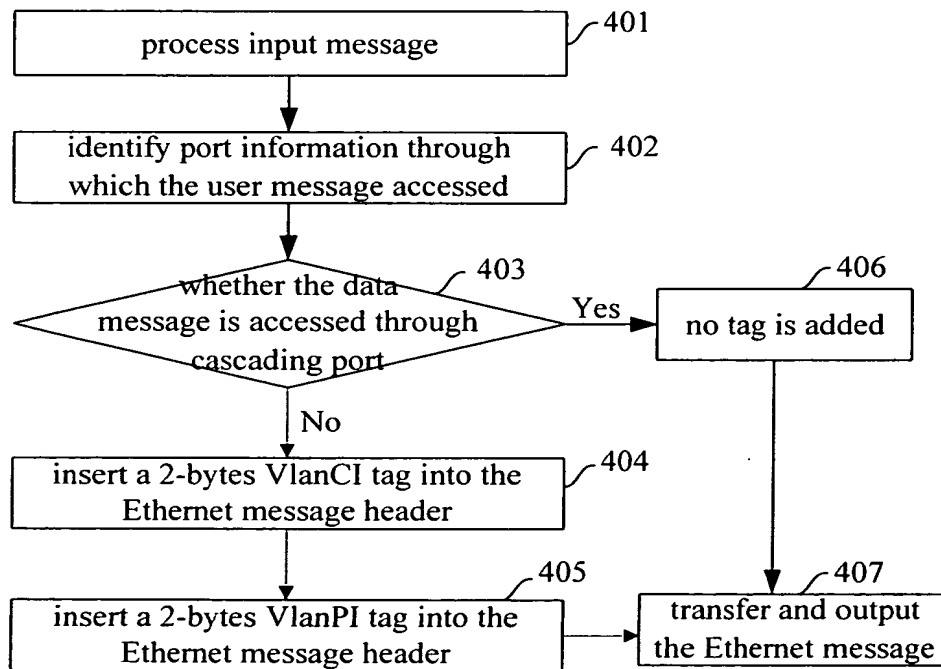 process input message
401
identify port information through
which the user message accessed
402
whether the data
message is accessed through
cascading port
403
Yes
no tag is added
406
No
insert a 2-bytes VlanCI tag into the
Ethernet message header
404
insert a 2-bytes VlanPI tag into the
Ethernet message header
405
transfer and output
the Ethernet message
407